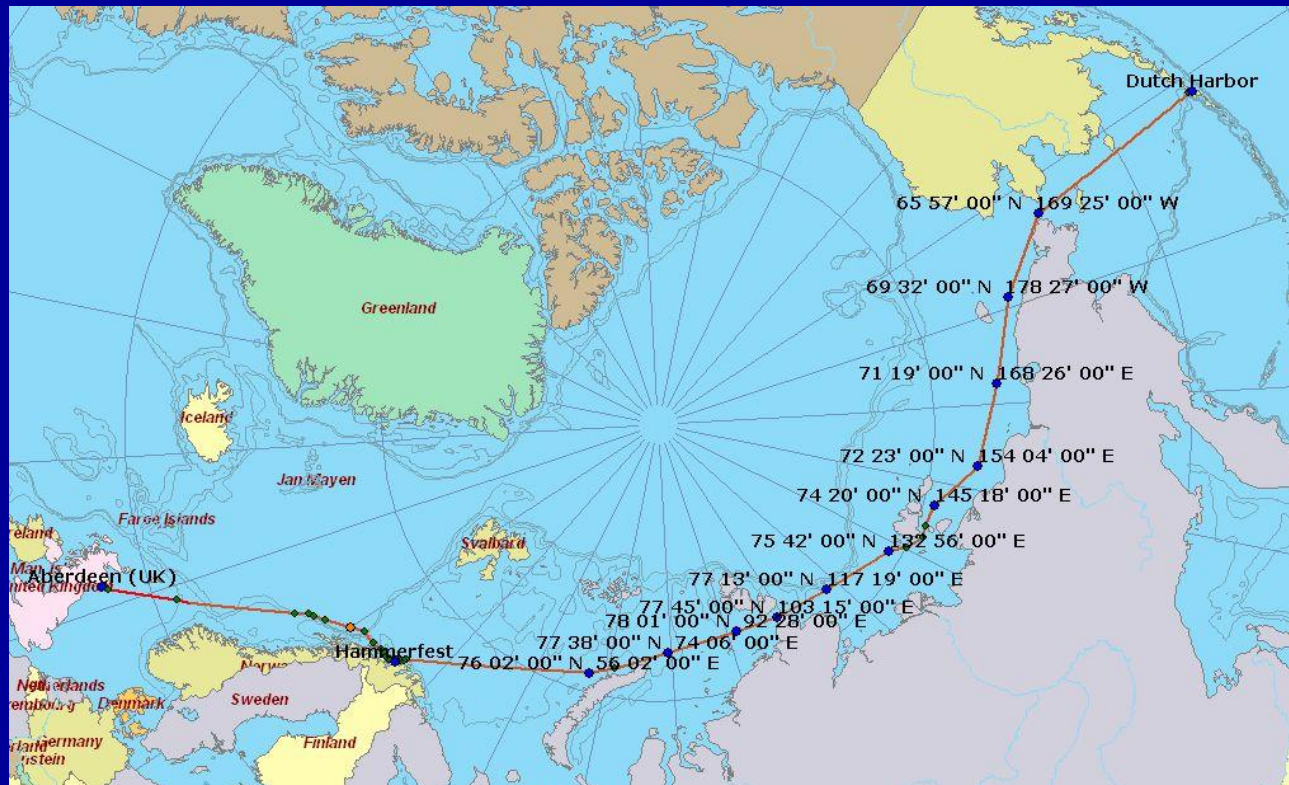 Dutch Harbor
65 57' 00" N 169 25' 00" W
69 32' 00" N 178 27' 00" W
Greenland
71 19' 00" N 168 26' 00" E
Iceland
72 23' 00" N 154 04' 00" E
Jan Mayen
74 20' 00" N 145 18' 00" E
Faroe Islands
75 42' 00" N 132 56' 00" E
Svalbard
Aberdeen (UK)
77 13' 00" N 117 19' 00" E
77 45' 00" N 103 15' 00" E
78 01' 00" N 92 28' 00" E
77 38' 00" N 74 06' 00" E
Hammerfest
76 02' 00" N 56 02' 00" E
Sweden
Denmark
Finland
Germany